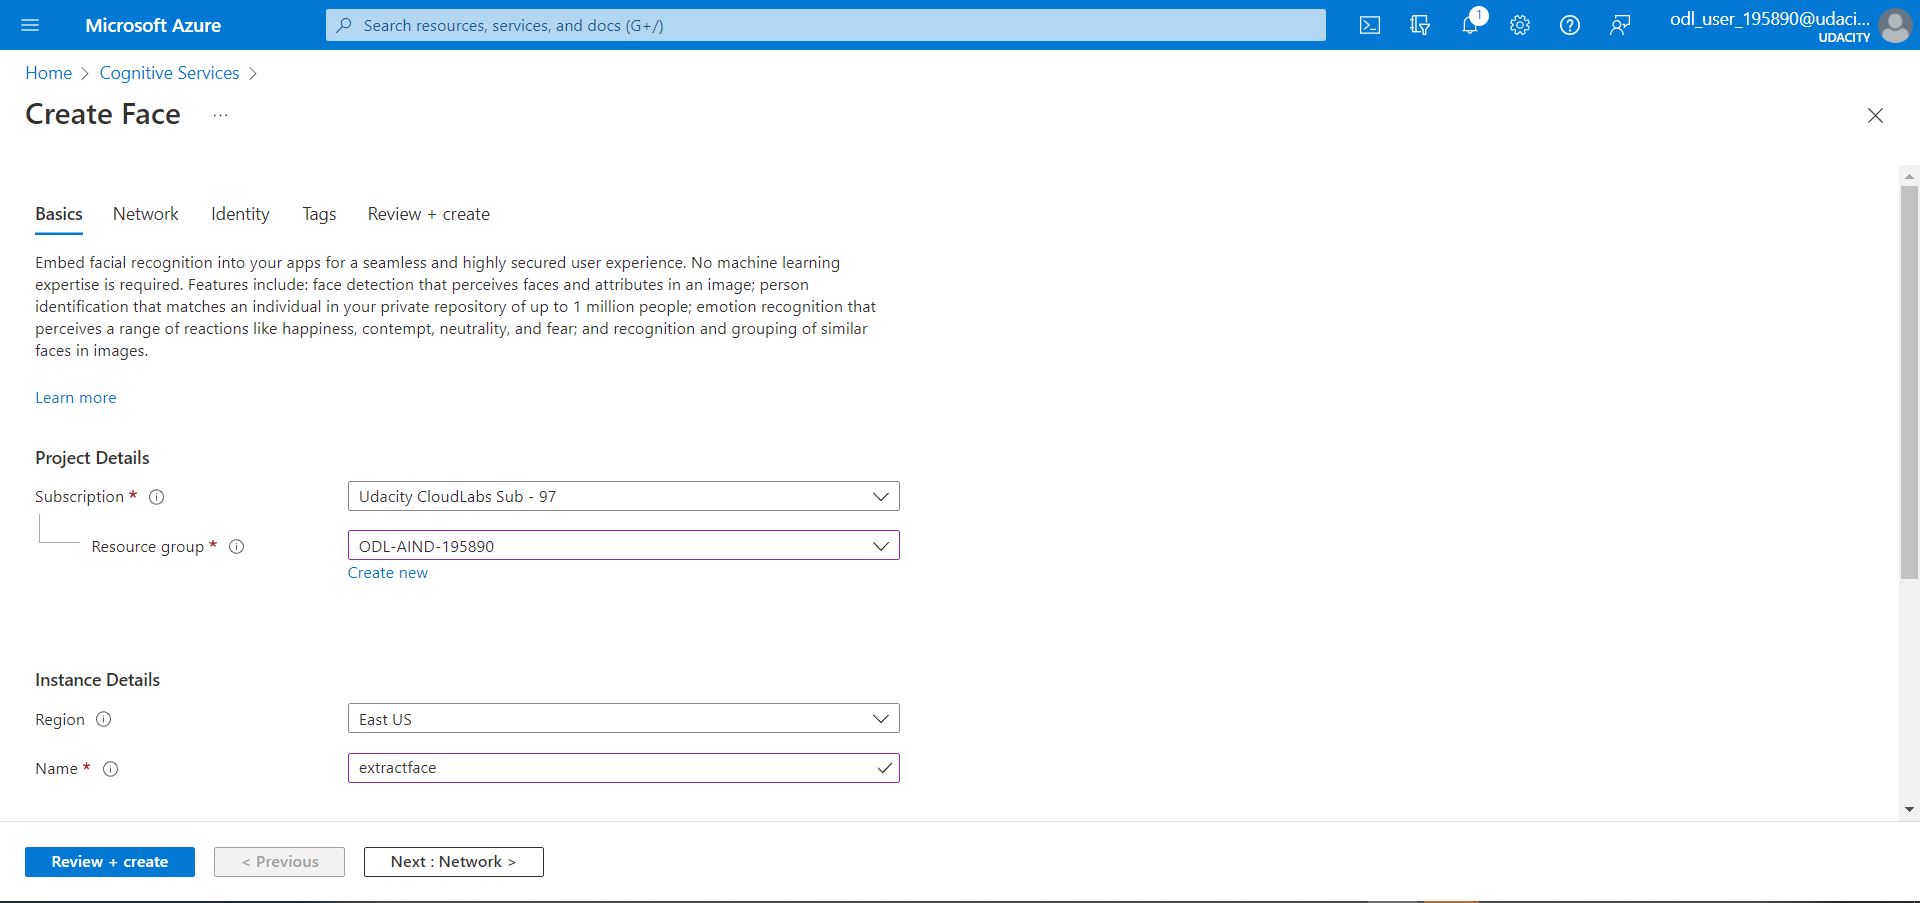 Microsoft Azure
Search resources, services, and docs (G+/)
1
odl_user_195890@udaci...
UDACITY
Home > Cognitive Services >
Create Face ...
Basics Network Identity Tags Review + create
Embed facial recognition into your apps for a seamless and highly secured user experience. No machine learning
expertise is required. Features include: face detection that perceives faces and attributes in an image; person
identification that matches an individual in your private repository of up to 1 million people; emotion recognition that
perceives a range of reactions like happiness, contempt, neutrality, and fear; and recognition and grouping of similar
faces in images.
Learn more
Project Details
Subscription * Udacity CloudLabs Sub - 97
Resource group * ODL-AIND-195890
Create new
Instance Details
Region East US
Name * extractface
Review + create < Previous Next : Network >